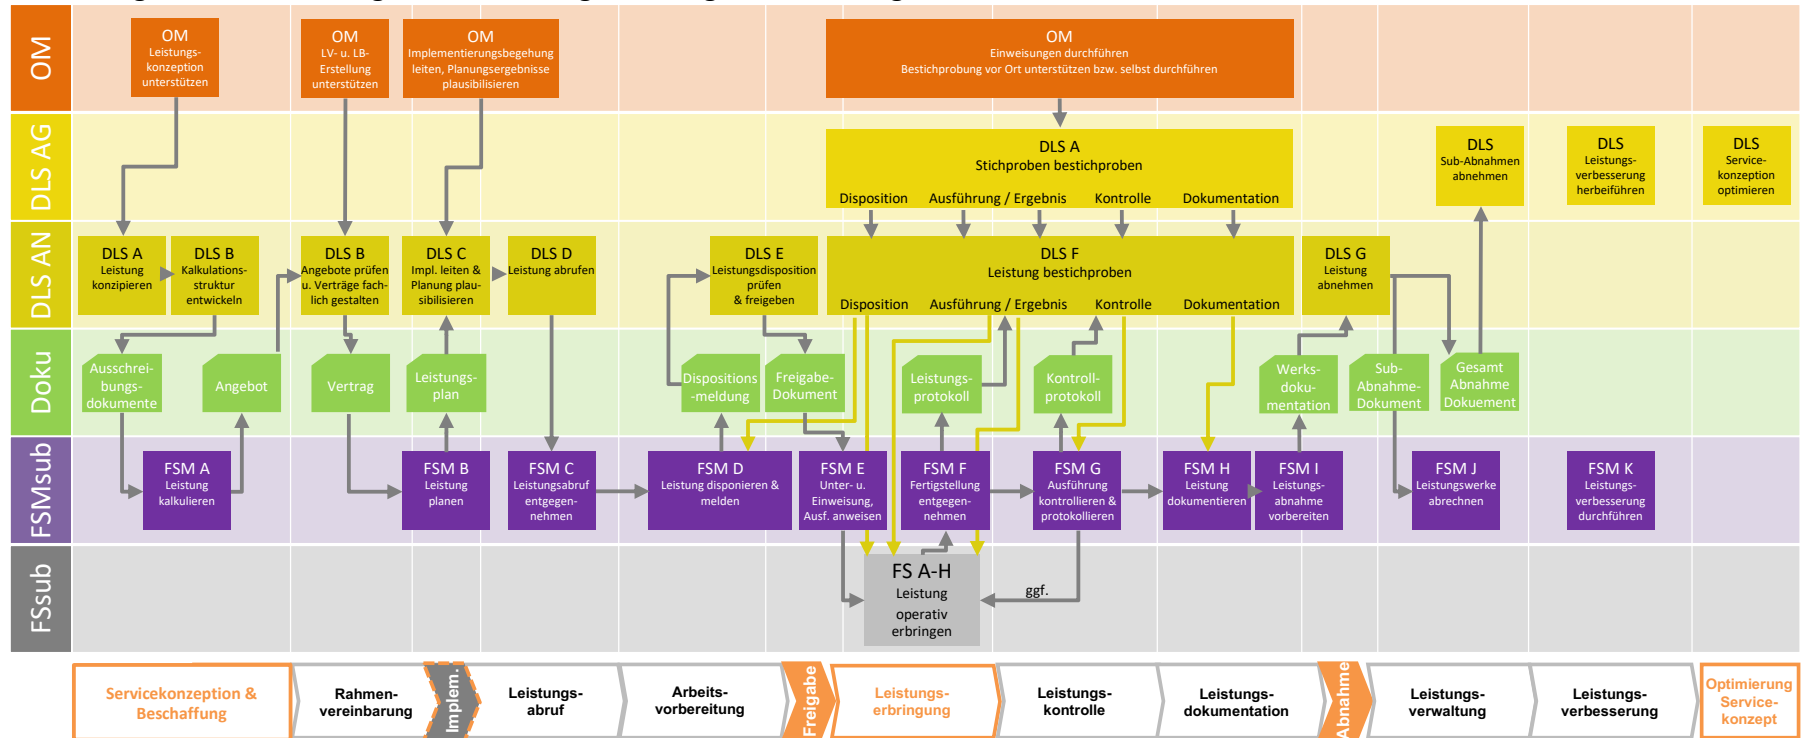 OM
OM
Leistungs-
konzeption
unterstützen
OM
LV- u. LB-
Erstellung
unterstützen
OM
Implementierungsbegehung
leiten, Planungsergebnisse
plausibilisieren
OM
Einweisungen durchführen
Bestichprobung vor Ort unterstützen bzw. selbst durchführen
DLS AG
DLS A
Stichproben bestichproben
Disposition
Ausführung / Ergebnis
Kontrolle
Dokumentation
DLS
Sub-Abnahmen
abnehmen
DLS
Leistungs-
verbesserung
herbeiführen
DLS
Service-
konzeption
optimieren
DLS AN
DLS A
Leistung
konzipieren
DLS B
Kalkulations-
struktur
entwickeln
DLS B
Angebote prüfen
u. Verträge fach-
lich gestalten
DLS C
Impl. leiten &
Planung plau-
sibilisieren
DLS D
Leistung abrufen
DLS E
Leistungsdisposition
prüfen
& freigeben
DLS F
Leistung bestichproben
Disposition
Ausführung / Ergebnis
Kontrolle
Dokumentation
DLS G
Leistung
abnehmen
Doku
Ausschrei-
bungs-
dokumente
Angebot
Vertrag
Leistungs-
plan
Dispositions
-meldung
Freigabe-
Dokument
Leistungs-
protokoll
Kontroll-
protokoll
Werks-
doku-
mentation
Sub-
Abnahme-
Dokument
Gesamt
Abnahme
Dokuement
FSMsub
FSM A
Leistung
kalkulieren
FSM B
Leistung
planen
FSM C
Leistungsabruf
entgegen-
nehmen
FSM D
Leistung disponieren &
melden
FSM E
Unter- u.
Einweisung,
Ausf. anweisen
FSM F
Fertigstellung
entgegen-
nehmen
FSM G
Ausführung
kontrollieren &
protokollieren
FSM H
Leistung
dokumentieren
FSM I
Leistungs-
abnahme
vorbereiten
FSM J
Leistungswerke
abrechnen
FSM K
Leistungs-
verbesserung
durchführen
FSsub
FS A-H
Leistung
operativ
erbringen
ggf.
Servicekonzeption &
Beschaffung
Rahmen-
vereinbarung
Implem.
Leistungs-
abruf
Arbeits-
vorbereitung
Freigabe
Leistungs-
erbringung
Leistungs-
kontrolle
Leistungs-
dokumentation
Abnahme
Leistungs-
verwaltung
Leistungs-
verbesserung
Optimierung
Service-
konzept